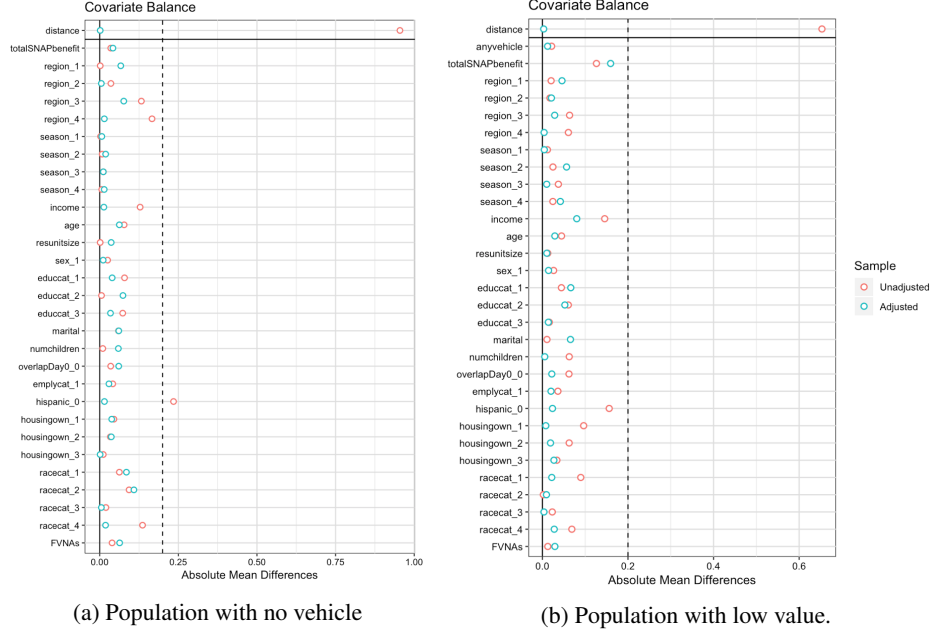 Covariate Balance
distance
totalSNAPbenefit
region_1
region_2
region_3
region_4
season_1
season_2
season_3
season_4
income
age
resunitsize
sex_1
educcat_1
educcat_2
educcat_3
marital
numchildren
overlapDay0_0
emplycat_1
hispanic_0
housingown_1
housingown_2
housingown_3
racecat_1
racecat_2
racecat_3
racecat_4
FVNAs
0.00
0.25
0.50
0.75
1.00
Absolute Mean Differences
(a) Population with no vehicle
Covariate Balance
distance
anyvehicle
totalSNAPbenefit
region_1
region_2
region_3
region_4
season_1
season_2
season_3
season_4
income
age
resunitsize
sex_1
educcat_1
educcat_2
educcat_3
marital
numchildren
overlapDay0_0
emplycat_1
hispanic_0
housingown_1
housingown_2
housingown_3
racecat_1
racecat_2
racecat_3
racecat_4
FVNAs
0.0
0.2
0.4
0.6
Absolute Mean Differences
(b) Population with low value.
Sample
Unadjusted
Adjusted